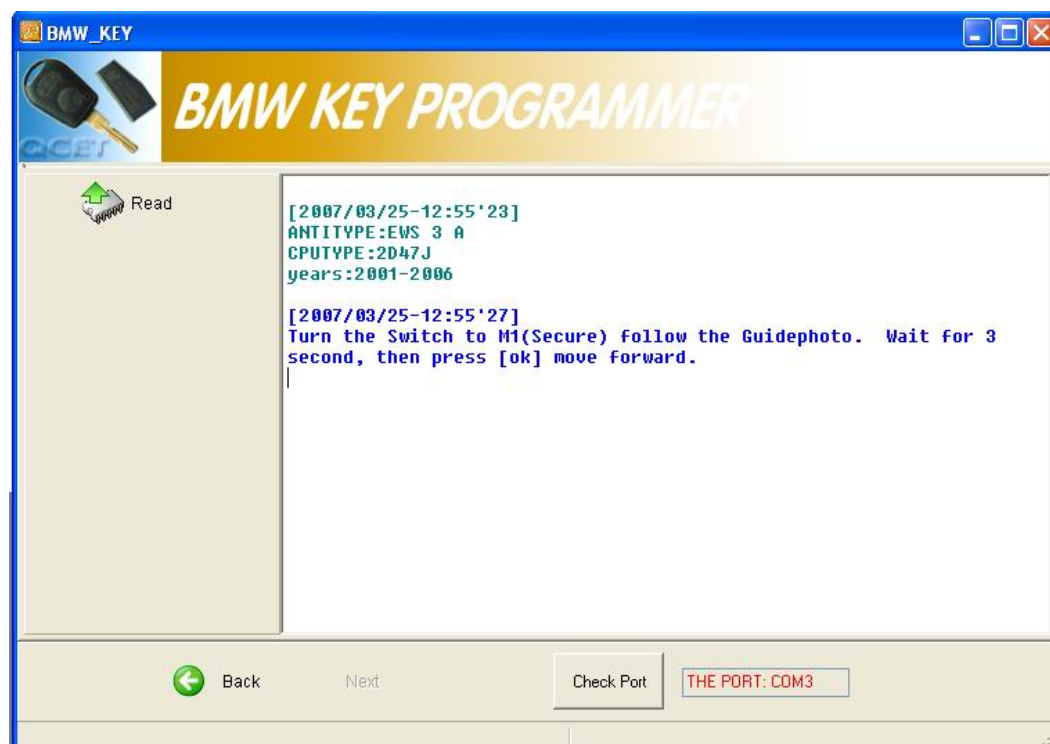 BMW_KEY
BMW KEY PROGRAMMER
QCET
Read
[2007/03/25-12:55'23]
ANTITYPE:EWS 3 A
CPUTYPE:2D47J
years:2001-2006
[2007/03/25-12:55'27]
Turn the Switch to M1(Secure) follow the Guidephoto.  Wait for 3
second, then press [ok] move forward.
Back
Next
Check Port
THE PORT: COM3